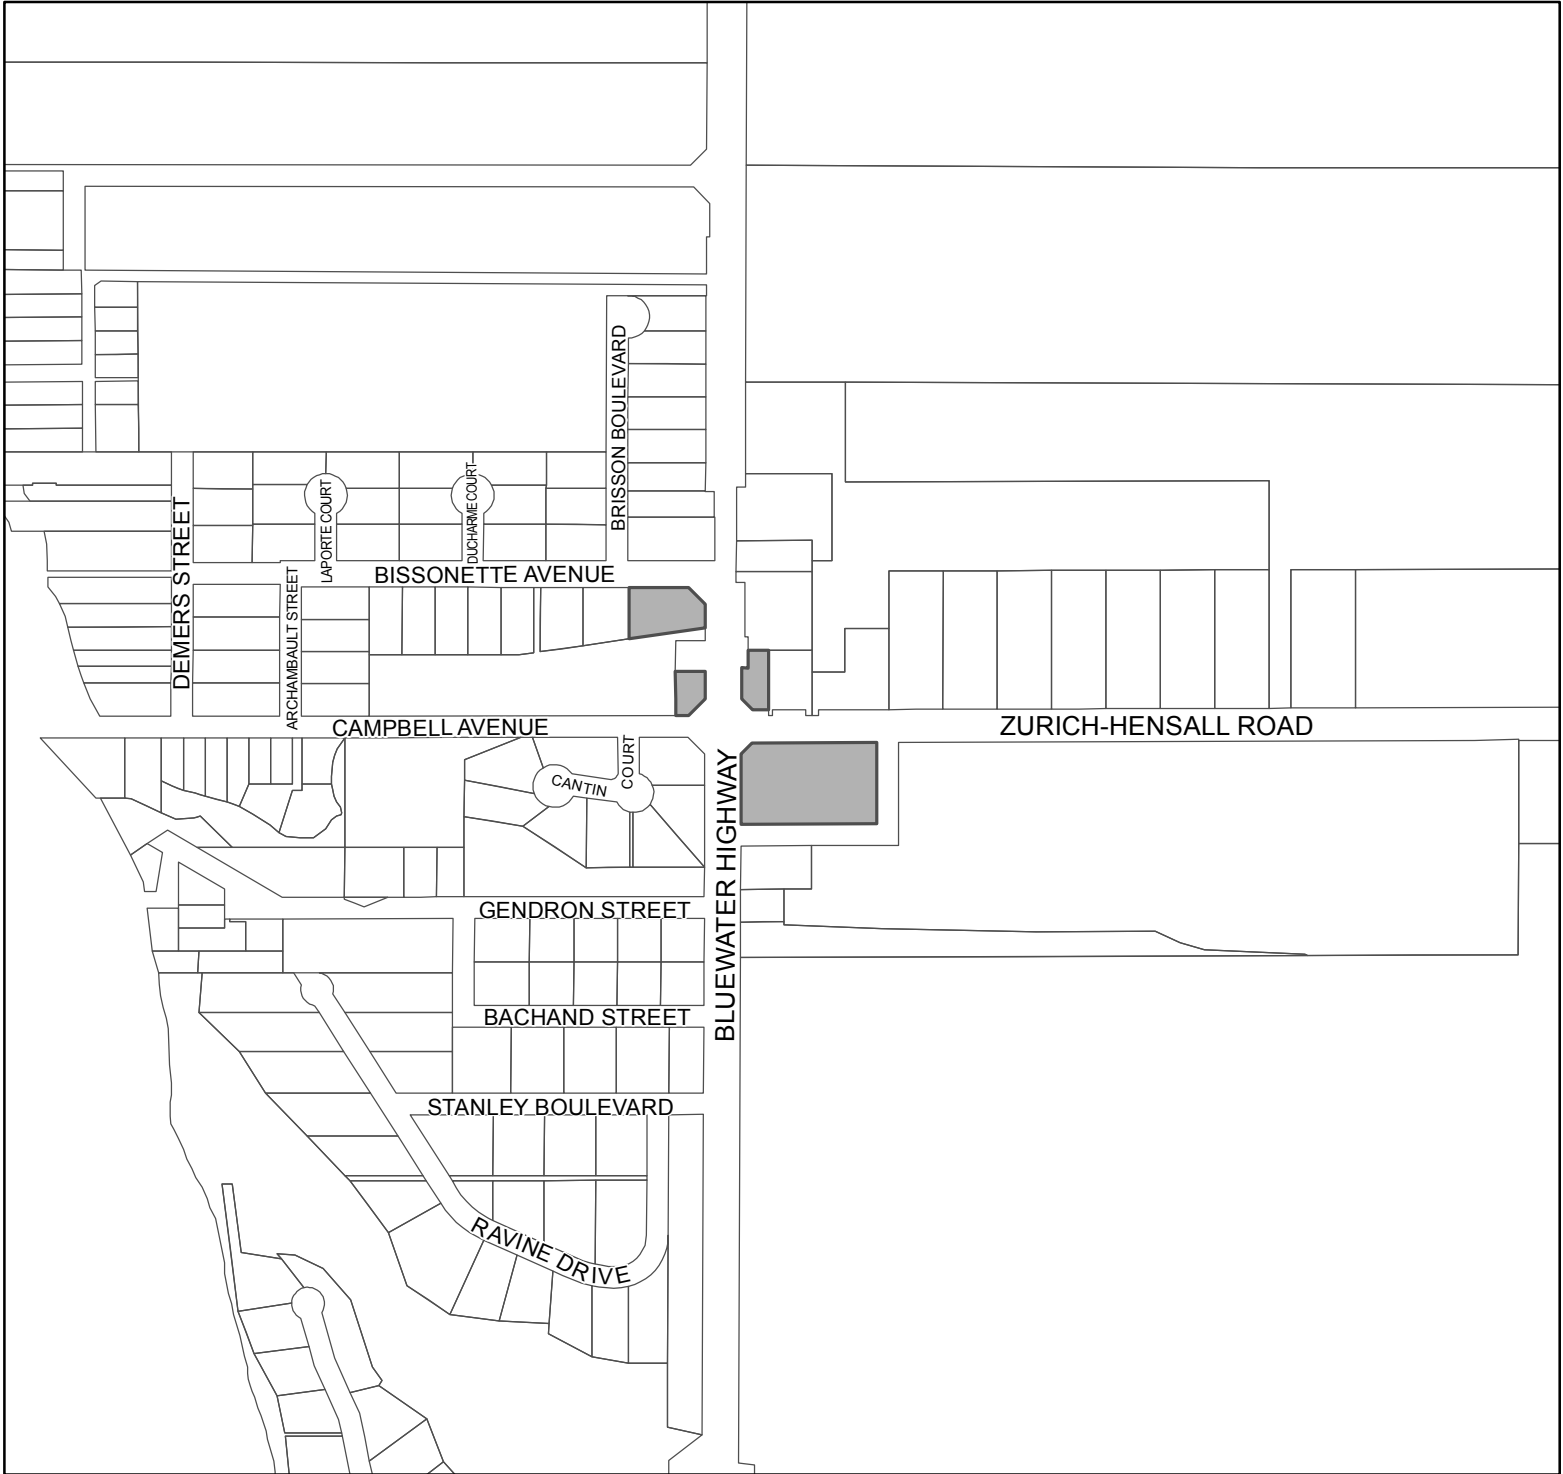 BRISSON BOULEVARD
LAPORTE COURT
DUCHARME COURT
DEMERS STREET
BISSONETTE AVENUE
ARCHAMBAULT STREET
CAMPBELL AVENUE
ZURICH-HENSALL ROAD
CANTIN
COURT
BLUEWATER HIGHWAY
GENDRON STREET
BACHAND STREET
STANLEY BOULEVARD
RAVINE DRIVE